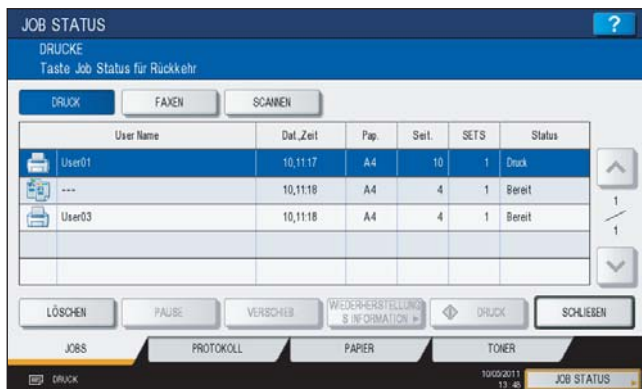 JOB STATUS
?
DRUCKE
Taste Job Status für Rückkehr
DRUCK FAXEN SCANNEN
User Name Dat.,Zeit Pap. Seit. SETS Status
User01 10,11:17 A4 10 1 Druck
--- 10,11:18 A4 4 1 Bereit
User03 10,11:18 A4 4 1 Bereit
1
1
LÖSCHEN PAUSE VERSCHIEB WIEDERHERSTELLUNG DRUCK SCHLIEßEN
S INFORMATION
JOBS PROTOKOLL PAPIER TONER
DRUCK
10/05/2011
13 : 45
JOB STATUS